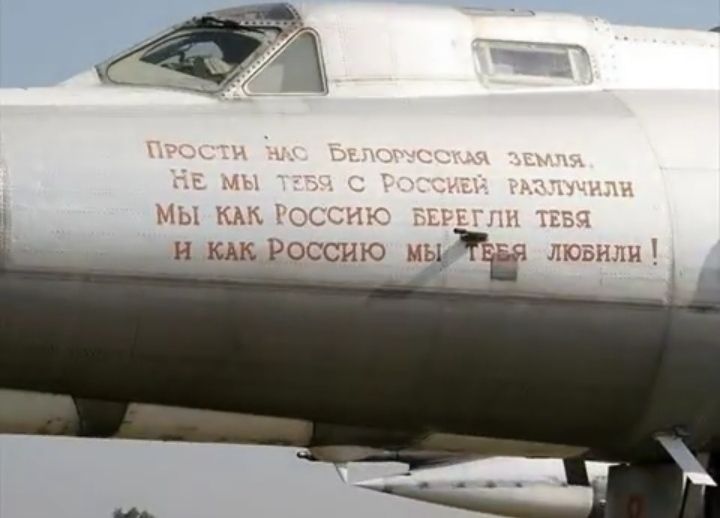 Прости нас Белорусская земля.
Не мы тебя с Россией разлучили
Мы как Россию берегли тебя
и как Россию мы тебя любили!